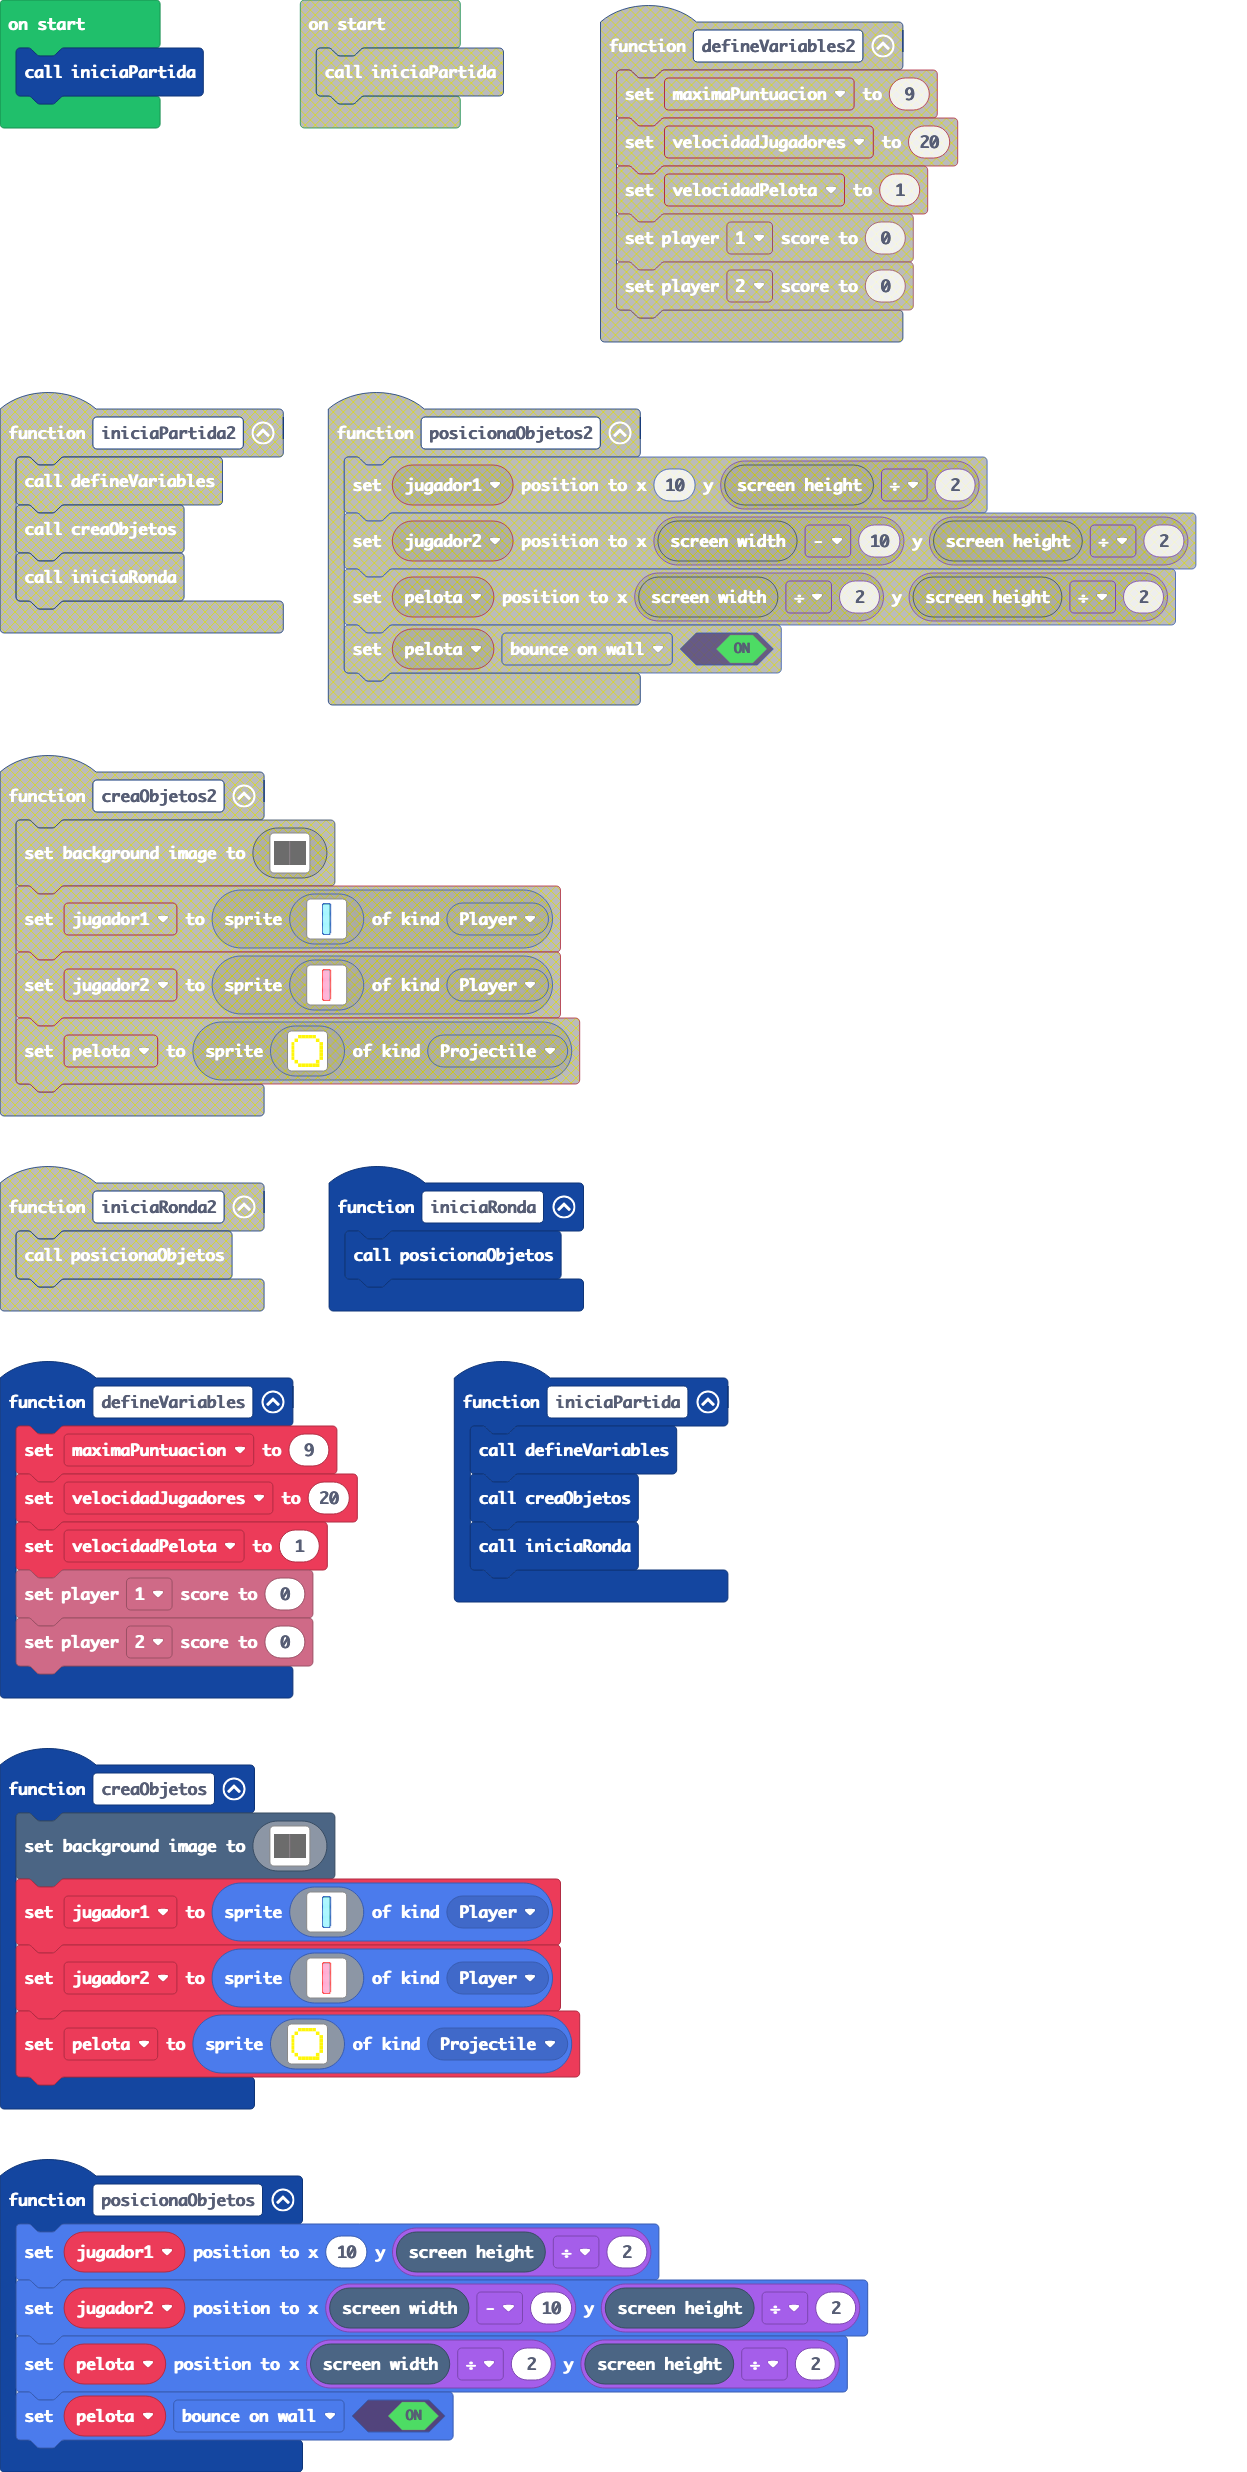 on start
call iniciaPartida
on start
call iniciaPartida
function defineVariables2
set maximaPuntuacion to 9
set velocidadJugadores to 20
set velocidadPelota to 1
set player 1 score to 0
set player 2 score to 0
function iniciaPartida2
call defineVariables
call creaObjetos
call iniciaRonda
function posicionaObjetos2
set jugador1 position to x 10 y screen height ÷ 2
set jugador2 position to x screen width - 10 y screen height ÷ 2
set pelota position to x screen width ÷ 2 y screen height ÷ 2
set pelota bounce on wall ON
function creaObjetos2
set background image to
set jugador1 to sprite of kind Player
set jugador2 to sprite of kind Player
set pelota to sprite of kind Projectile
function iniciaRonda2
call posicionaObjetos
function iniciaRonda
call posicionaObjetos
function defineVariables
set maximaPuntuacion to 9
set velocidadJugadores to 20
set velocidadPelota to 1
set player 1 score to 0
set player 2 score to 0
function iniciaPartida
call defineVariables
call creaObjetos
call iniciaRonda
function creaObjetos
set background image to
set jugador1 to sprite of kind Player
set jugador2 to sprite of kind Player
set pelota to sprite of kind Projectile
function posicionaObjetos
set jugador1 position to x 10 y screen height ÷ 2
set jugador2 position to x screen width - 10 y screen height ÷ 2
set pelota position to x screen width ÷ 2 y screen height ÷ 2
set pelota bounce on wall ON